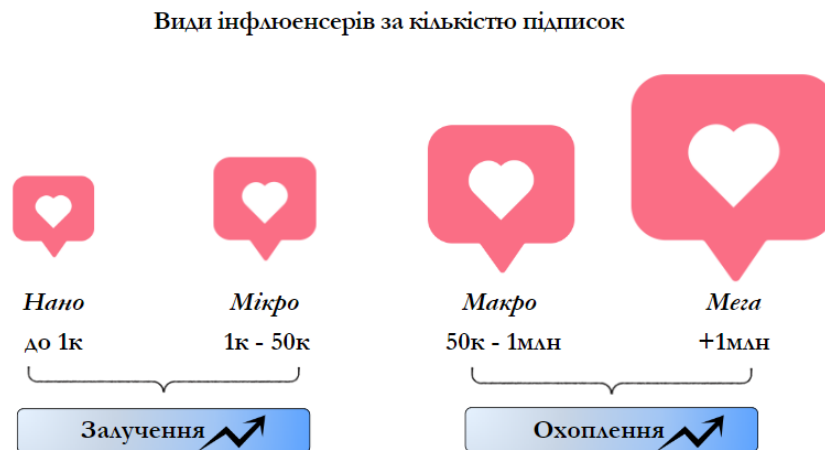 Види інфлюенсерів за кількістю підписок
Нано Мікро Макро Мега
до 1к 1к - 50к 50к - 1млн +1млн
Залучення Охоплення